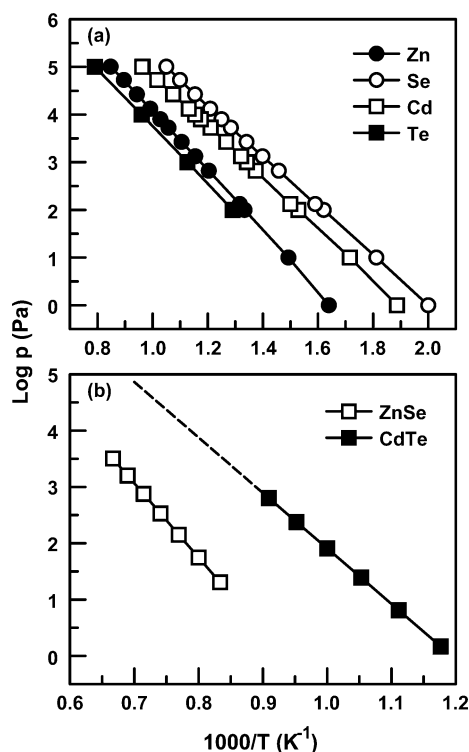 (a)
Zn
Se
Cd
Te
6
5
4
3
2
1
0
0.8 1.0 1.2 1.4 1.6 1.8 2.0
Log p (Pa)
(b)
ZnSe
CdTe
5
4
3
2
1
0
0.6 0.7 0.8 0.9 1.0 1.1 1.2
1000/T (K⁻¹)